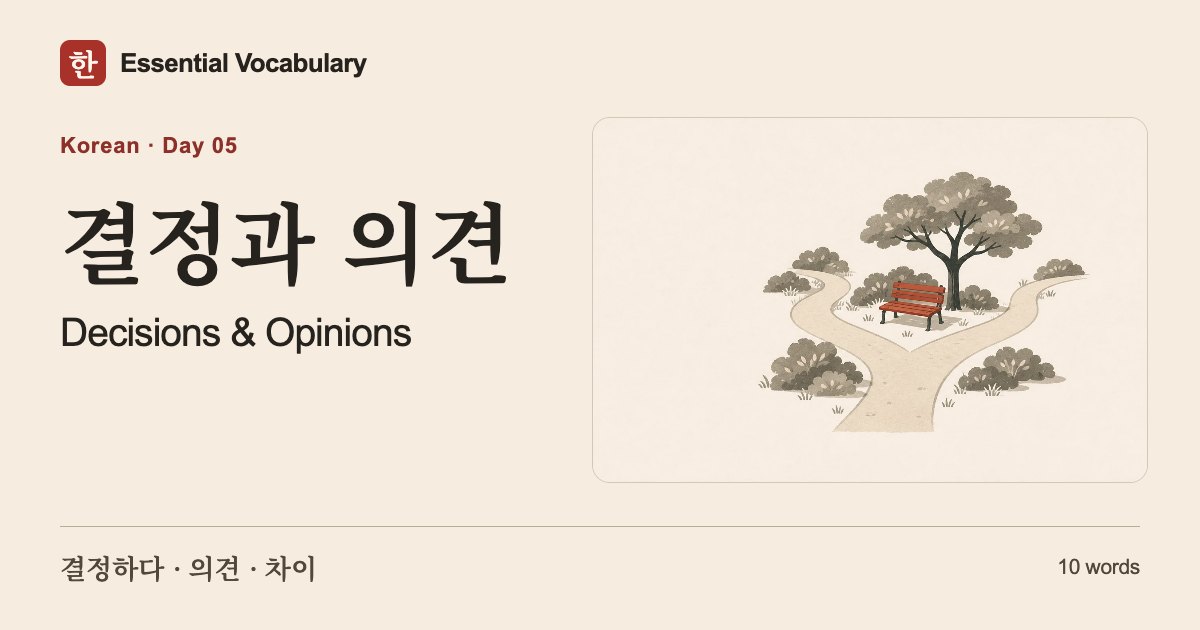 한 Essential Vocabulary
Korean · Day 05
결정과 의견
Decisions & Opinions
결정하다 · 의견 · 차이
10 words